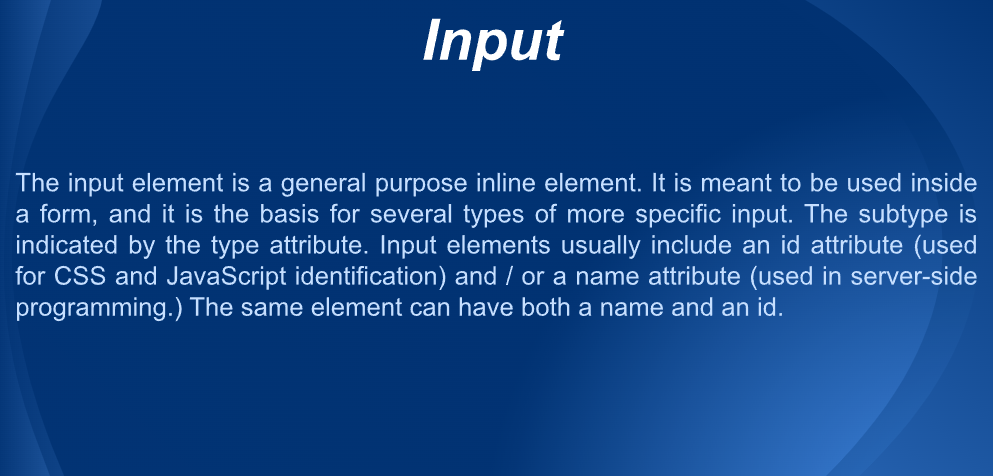 Input
The input element is a general purpose inline element. It is meant to be used inside
a form, and it is the basis for several types of more specific input. The subtype is
indicated by the type attribute. Input elements usually include an id attribute (used
for CSS and JavaScript identification) and / or a name attribute (used in server-side
programming.) The same element can have both a name and an id.